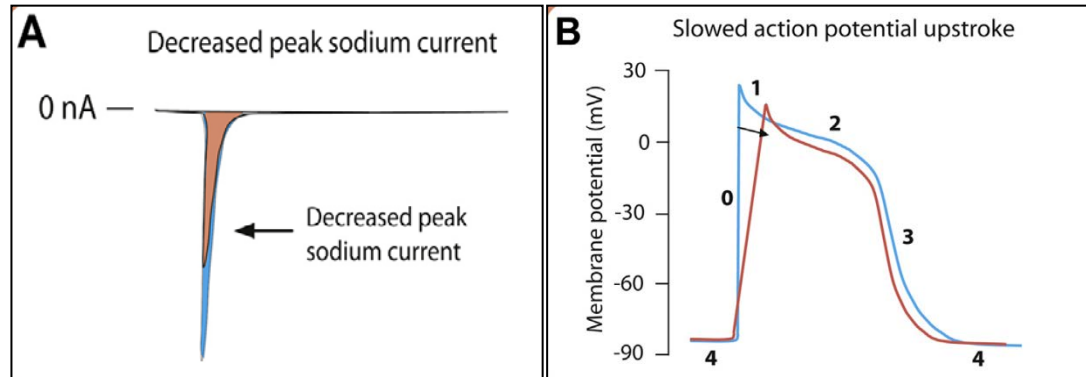 A
Decreased peak sodium current
0 nA
Decreased peak
sodium current
B
Slowed action potential upstroke
Membrane potential (mV)
30
0
-30
-60
-90
1
2
0
3
4
4